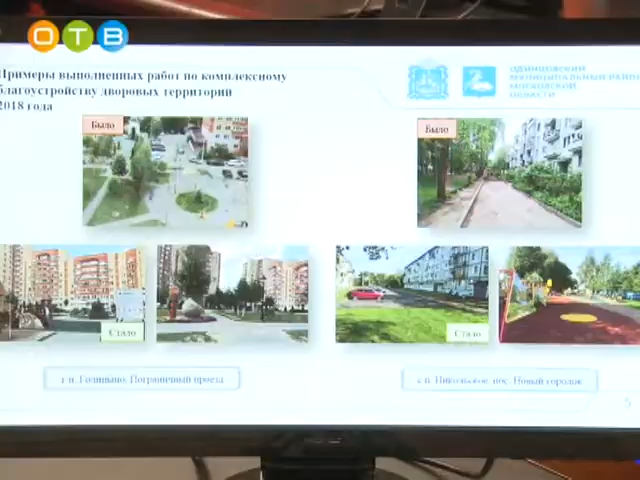 ОТВ
Примеры выполненных работ по комплексному
благоустройству дворовых территорий
2018 года
ОДИНЦОВСКИЙ
МУНИЦИПАЛЬНЫЙ РАЙОН
МОСКОВСКОЙ
ОБЛАСТИ
Было
Было
Стало
Стало
г.п. Голицыно, Пограничный проезд
с.п. Никольское, пос. Новый городок
5